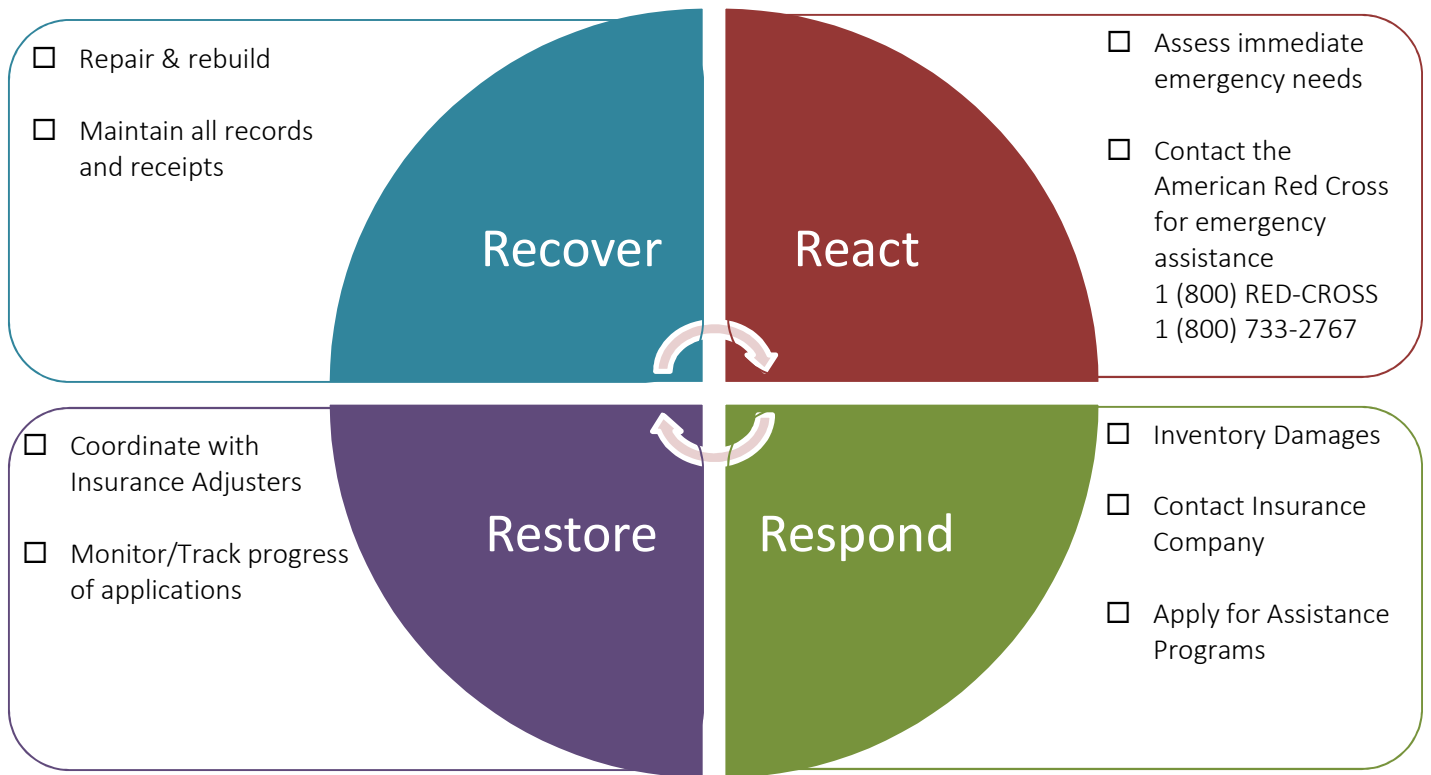 ☐ Repair & rebuild
☐ Maintain all records
and receipts
Recover
React
☐ Assess immediate
emergency needs
☐ Contact the
American Red Cross
for emergency
assistance
1 (800) RED-CROSS
1 (800) 733-2767
☐ Coordinate with
Insurance Adjusters
☐ Monitor/Track progress
of applications
Restore
Respond
☐ Inventory Damages
☐ Contact Insurance
Company
☐ Apply for Assistance
Programs